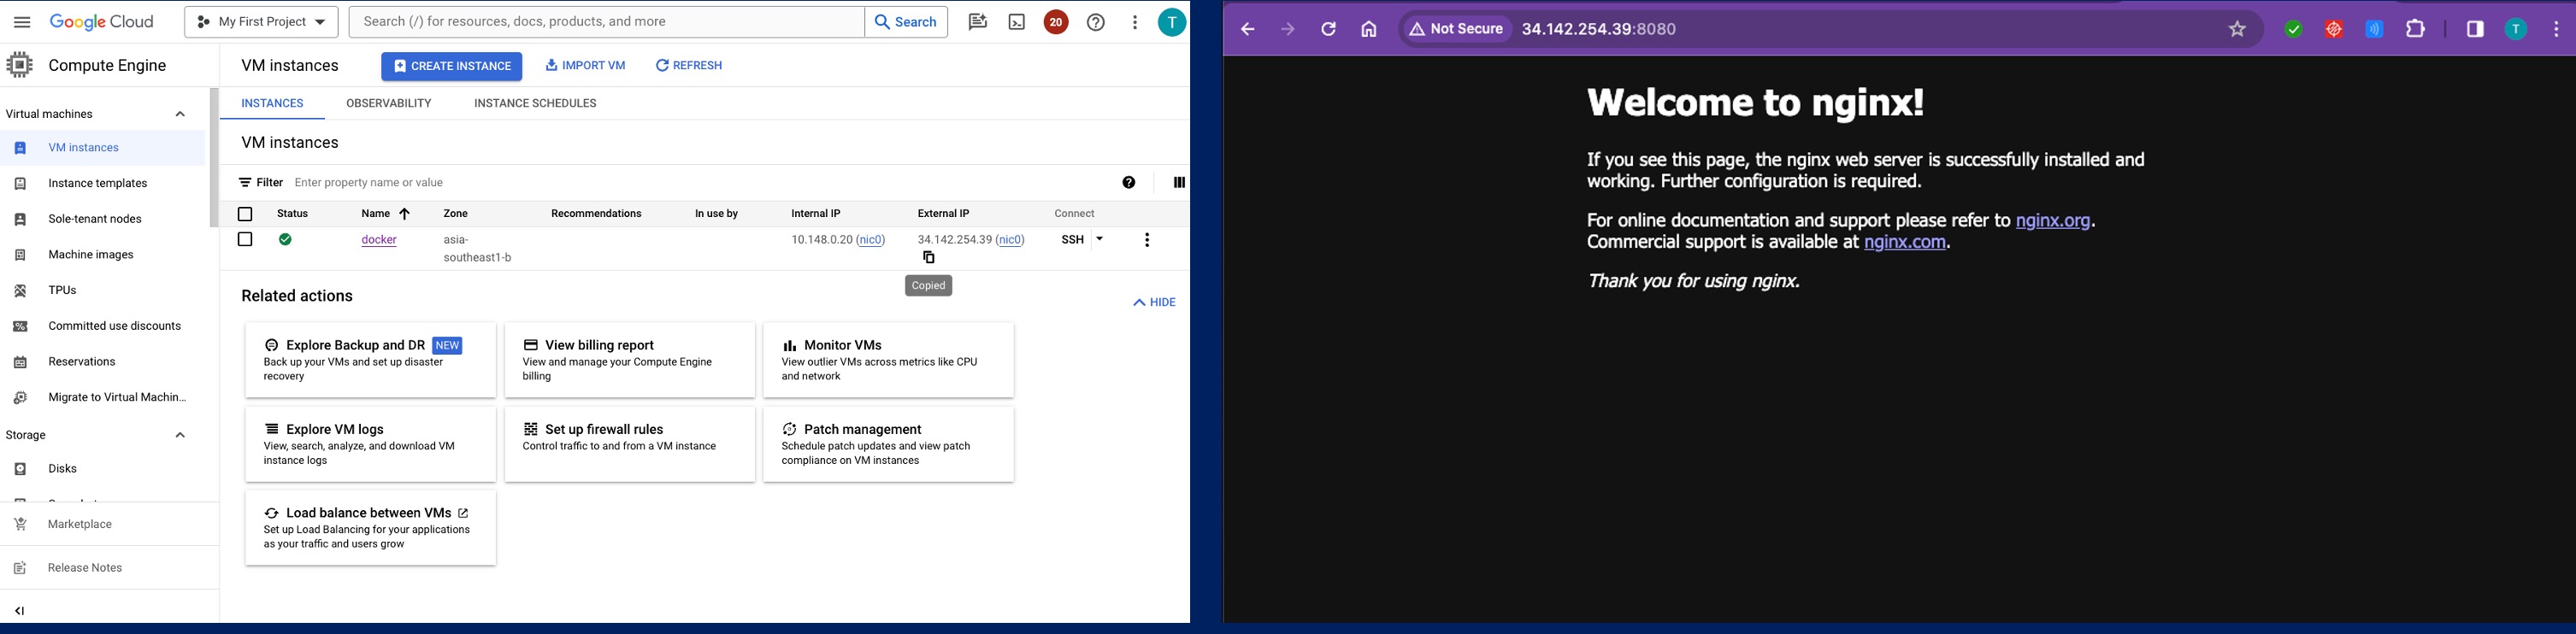 Google Cloud
My First Project
Search (/) for resources, docs, products, and more
Search
20
T
Compute Engine
Virtual machines
VM instances
Instance templates
Sole-tenant nodes
Machine images
TPUs
Committed use discounts
Reservations
Migrate to Virtual Machin...
Storage
Disks
Marketplace
Release Notes
VM instances
CREATE INSTANCE
IMPORT VM
REFRESH
INSTANCES
OBSERVABILITY
INSTANCE SCHEDULES
VM instances
Filter Enter property name or value
Status Name Zone Recommendations In use by Internal IP External IP Connect
docker asia- 10.148.0.20 (nic0) 34.142.254.39 (nic0) SSH
southeast1-b
Copied
Related actions
HIDE
Explore Backup and DR NEW
Back up your VMs and set up disaster
recovery
View billing report
View and manage your Compute Engine
billing
Monitor VMs
View outlier VMs across metrics like CPU
and network
Explore VM logs
View, search, analyze, and download VM
instance logs
Set up firewall rules
Control traffic to and from a VM instance
Patch management
Schedule patch updates and view patch
compliance on VM instances
Load balance between VMs
Set up Load Balancing for your applications
as your traffic and users grow
Not Secure 34.142.254.39:8080
T
Welcome to nginx!
If you see this page, the nginx web server is successfully installed and
working. Further configuration is required.
For online documentation and support please refer to nginx.org.
Commercial support is available at nginx.com.
Thank you for using nginx.